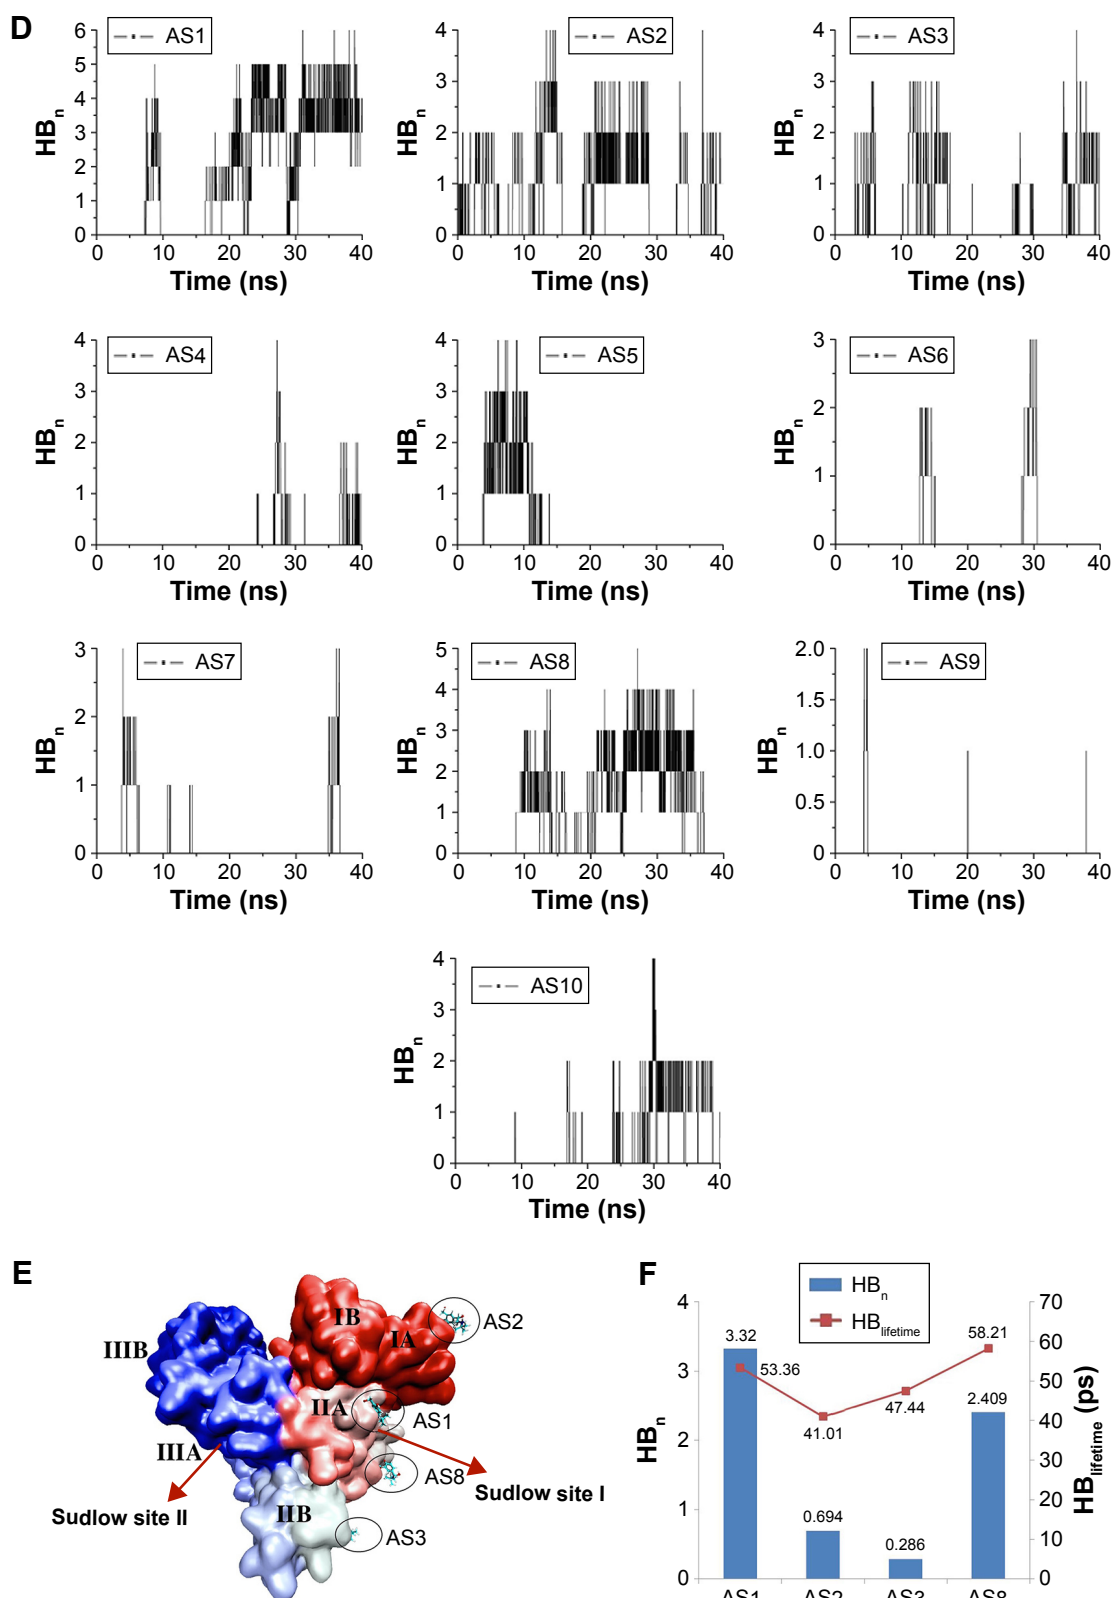 D
AS1
HBn
6
5
4
3
2
1
0
0 10 20 30 40
Time (ns)
AS2
HBn
4
3
2
1
0
0 10 20 30 40
Time (ns)
AS3
HBn
4
3
2
1
0
0 10 20 30 40
Time (ns)
AS4
HBn
4
3
2
1
0
0 10 20 30 40
Time (ns)
AS5
HBn
4
3
2
1
0
0 10 20 30 40
Time (ns)
AS6
HBn
3
2
1
0
0 10 20 30 40
Time (ns)
AS7
HBn
3
2
1
0
0 10 20 30 40
Time (ns)
AS8
HBn
5
4
3
2
1
0
0 10 20 30 40
Time (ns)
AS9
HBn
2.0
1.5
1.0
0.5
0
0 10 20 30 40
Time (ns)
AS10
HBn
4
3
2
1
0
0 10 20 30 40
Time (ns)
E
IB
IA
AS2
IIIB
IIA
AS1
IIIA
AS8
Sudlow site I
Sudlow site II
IIB
AS3
F
HBn
HBlifetime
HBn
4
3
2
1
0
3.32
53.36
41.01
0.694
47.44
0.286
58.21
2.409
70
60
50
40
30
20
10
0
HBlifetime (ps)
AS1 AS2 AS3 AS8